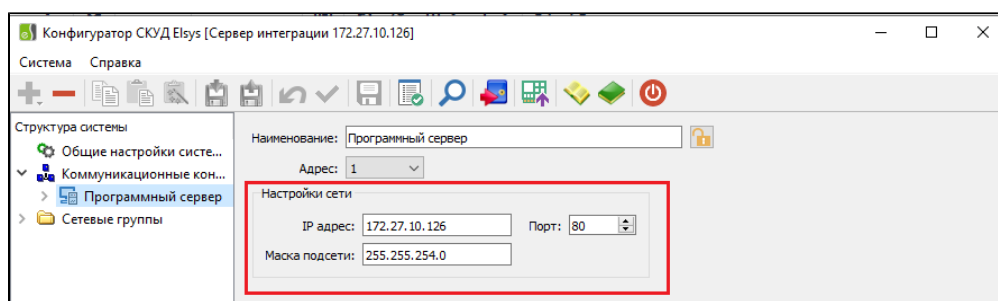 Конфигуратор СКУД Elsys [Сервер интеграции 172.27.10.126]
Система Справка
Структура системы
Общие настройки систе...
Коммуникационные кон...
Программный сервер
Сетевые группы
Наименование: Программный сервер
Адрес: 1
Настройки сети
IP адрес: 172.27.10.126 Порт: 80
Маска подсети: 255.255.254.0